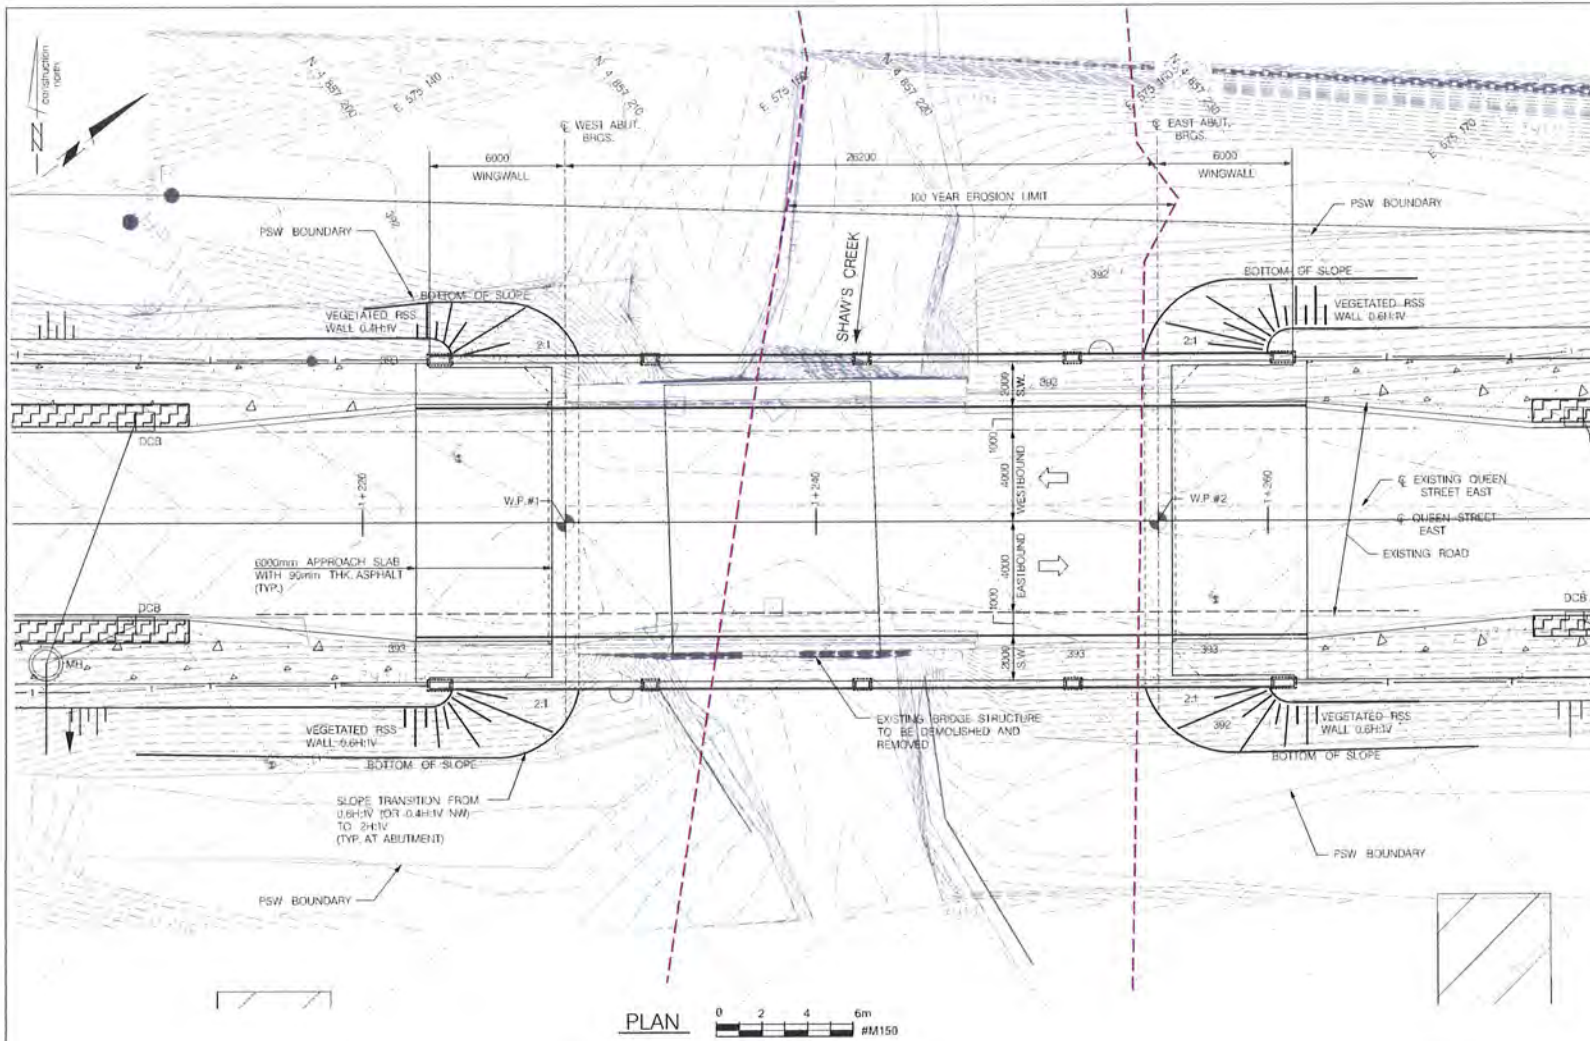 construction
north
N
N 4 857 200
E 575 140
N 4 857 210
E 575 150
N 4 857 220
E 575 160
N 4 857 230
E 575 170
℄ WEST ABUT.
BRGS.
℄ EAST ABUT.
BRGS.
6000
WINGWALL
26200
6000
WINGWALL
100 YEAR EROSION LIMIT
PSW BOUNDARY
PSW BOUNDARY
392
392
SHAW'S CREEK
BOTTOM OF SLOPE
BOTTOM OF SLOPE
VEGETATED RSS
WALL 0.4H:1V
VEGETATED RSS
WALL 0.6H:1V
2:1
2:1
393
392
2000
S.W.
DCB
1000
4000
WESTBOUND
1+220
1+240
1+260
W.P.#1
W.P.#2
℄ EXISTING QUEEN
STREET EAST
℄ QUEEN STREET
EAST
EXISTING ROAD
6000mm APPROACH SLAB
WITH 90mm THK. ASPHALT
(TYP.)
4000
EASTBOUND
1000
DCB
DCB
MH
393
2000
S.W.
393
393
2:1
2:1
392
VEGETATED RSS
WALL 0.6H:1V
VEGETATED RSS
WALL 0.6H:1V
EXISTING BRIDGE STRUCTURE
TO BE DEMOLISHED AND
REMOVED
BOTTOM OF SLOPE
BOTTOM OF SLOPE
SLOPE TRANSITION FROM
0.6H:1V (OR 0.4H:1V NW)
TO 2H:1V
(TYP. AT ABUTMENT)
PSW BOUNDARY
PSW BOUNDARY
PLAN
0 2 4 6m
#M150